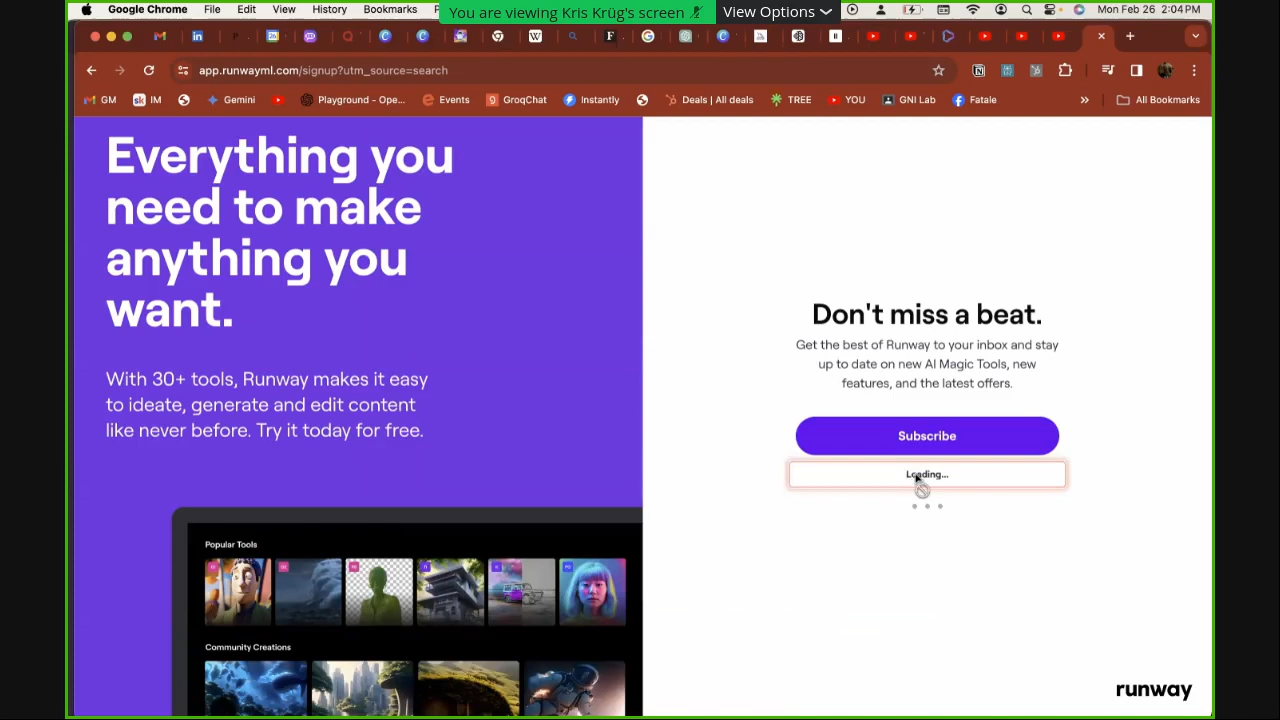 Google Chrome File Edit View History Bookmarks P
You are viewing Kris Krüg's screen View Options
Mon Feb 26 2:04 PM
app.runwayml.com/signup?utm_source=search
GM IM Gemini Playground - Ope... Events GroqChat Instantly Deals | All deals TREE YOU GNI Lab Fatale » All Bookmarks
Everything you
need to make
anything you
want.
With 30+ tools, Runway makes it easy
to ideate, generate and edit content
like never before. Try it today for free.
Popular Tools
Community Creations
Don't miss a beat.
Get the best of Runway to your inbox and stay
up to date on new AI Magic Tools, new
features, and the latest offers.
Subscribe
Loading...
runway